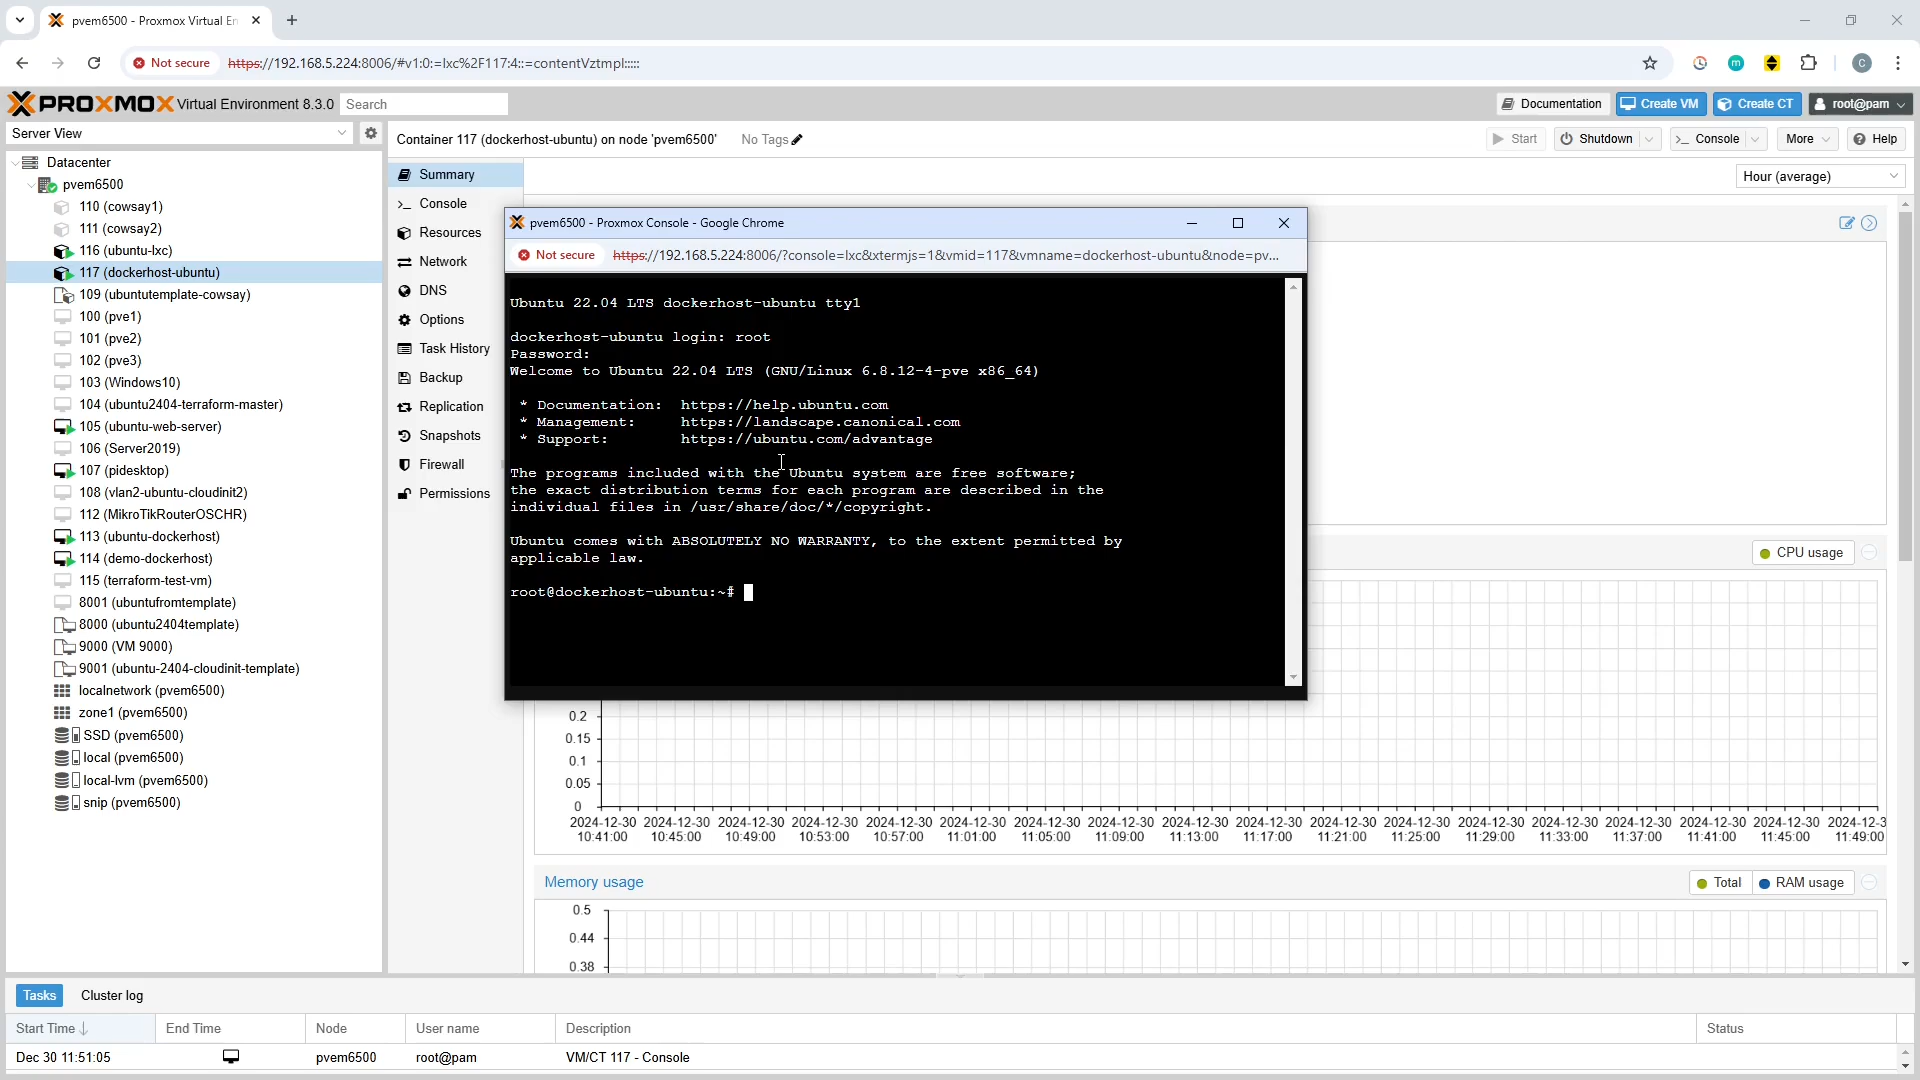 pvem6500 - Proxmox Virtual En
Not secure
https://192.168.5.224:8006/#v1:0:=lxc%2F117:4::=contentVztmpl:::::
C
PROXMOX Virtual Environment 8.3.0
Search
Documentation
Create VM
Create CT
root@pam
Server View
Container 117 (dockerhost-ubuntu) on node 'pvem6500'
No Tags
Start
Shutdown
Console
More
Help
Datacenter
pvem6500
110 (cowsay1)
111 (cowsay2)
116 (ubuntu-lxc)
117 (dockerhost-ubuntu)
109 (ubuntutemplate-cowsay)
100 (pve1)
101 (pve2)
102 (pve3)
103 (Windows10)
104 (ubuntu2404-terraform-master)
105 (ubuntu-web-server)
106 (Server2019)
107 (pidesktop)
108 (vlan2-ubuntu-cloudinit2)
112 (MikroTikRouterOSCHR)
113 (ubuntu-dockerhost)
114 (demo-dockerhost)
115 (terraform-test-vm)
8001 (ubuntufromtemplate)
8000 (ubuntu2404template)
9000 (VM 9000)
9001 (ubuntu-2404-cloudinit-template)
localnetwork (pvem6500)
zone1 (pvem6500)
SSD (pvem6500)
local (pvem6500)
local-lvm (pvem6500)
snip (pvem6500)
Summary
Console
Resources
Network
DNS
Options
Task History
Backup
Replication
Snapshots
Firewall
Permissions
Hour (average)
pvem6500 - Proxmox Console - Google Chrome
Not secure
https://192.168.5.224:8006/?console=lxc&xtermjs=1&vmid=117&vmname=dockerhost-ubuntu&node=pv...
Ubuntu 22.04 LTS dockerhost-ubuntu tty1
dockerhost-ubuntu login: root
Password:
Welcome to Ubuntu 22.04 LTS (GNU/Linux 6.8.12-4-pve x86_64)
* Documentation: https://help.ubuntu.com
* Management: https://landscape.canonical.com
* Support: https://ubuntu.com/advantage
The programs included with the Ubuntu system are free software;
the exact distribution terms for each program are described in the
individual files in /usr/share/doc/*/copyright.
Ubuntu comes with ABSOLUTELY NO WARRANTY, to the extent permitted by
applicable law.
root@dockerhost-ubuntu:~#
CPU usage
0.2
0.15
0.1
0.05
0
2024-12-30 2024-12-30 2024-12-30 2024-12-30 2024-12-30 2024-12-30 2024-12-30 2024-12-30 2024-12-30 2024-12-30 2024-12-30 2024-12-30 2024-12-30 2024-12-30 2024-12-30 2024-12-30 2024-12-30 2024-12-3
10:41:00 10:45:00 10:49:00 10:53:00 10:57:00 11:01:00 11:05:00 11:09:00 11:13:00 11:17:00 11:21:00 11:25:00 11:29:00 11:33:00 11:37:00 11:41:00 11:45:00 11:49:00
Memory usage
Total
RAM usage
0.5
0.44
0.38
Tasks
Cluster log
Start Time
End Time
Node
User name
Description
Status
Dec 30 11:51:05
pvem6500
root@pam
VM/CT 117 - Console